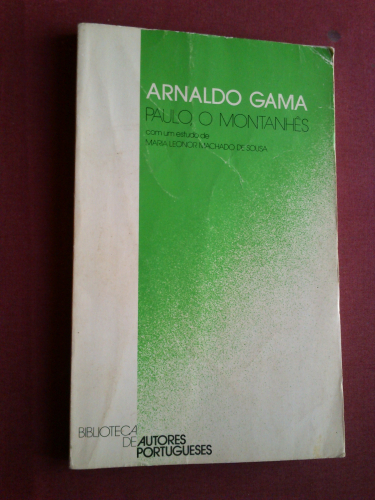 ARNALDO GAMA
PAULO, O MONTANHÊS
com um estudo de
MARIA LEONOR MACHADO DE SOUSA
BIBLIOTECA
DE AUTORES
PORTUGUESES